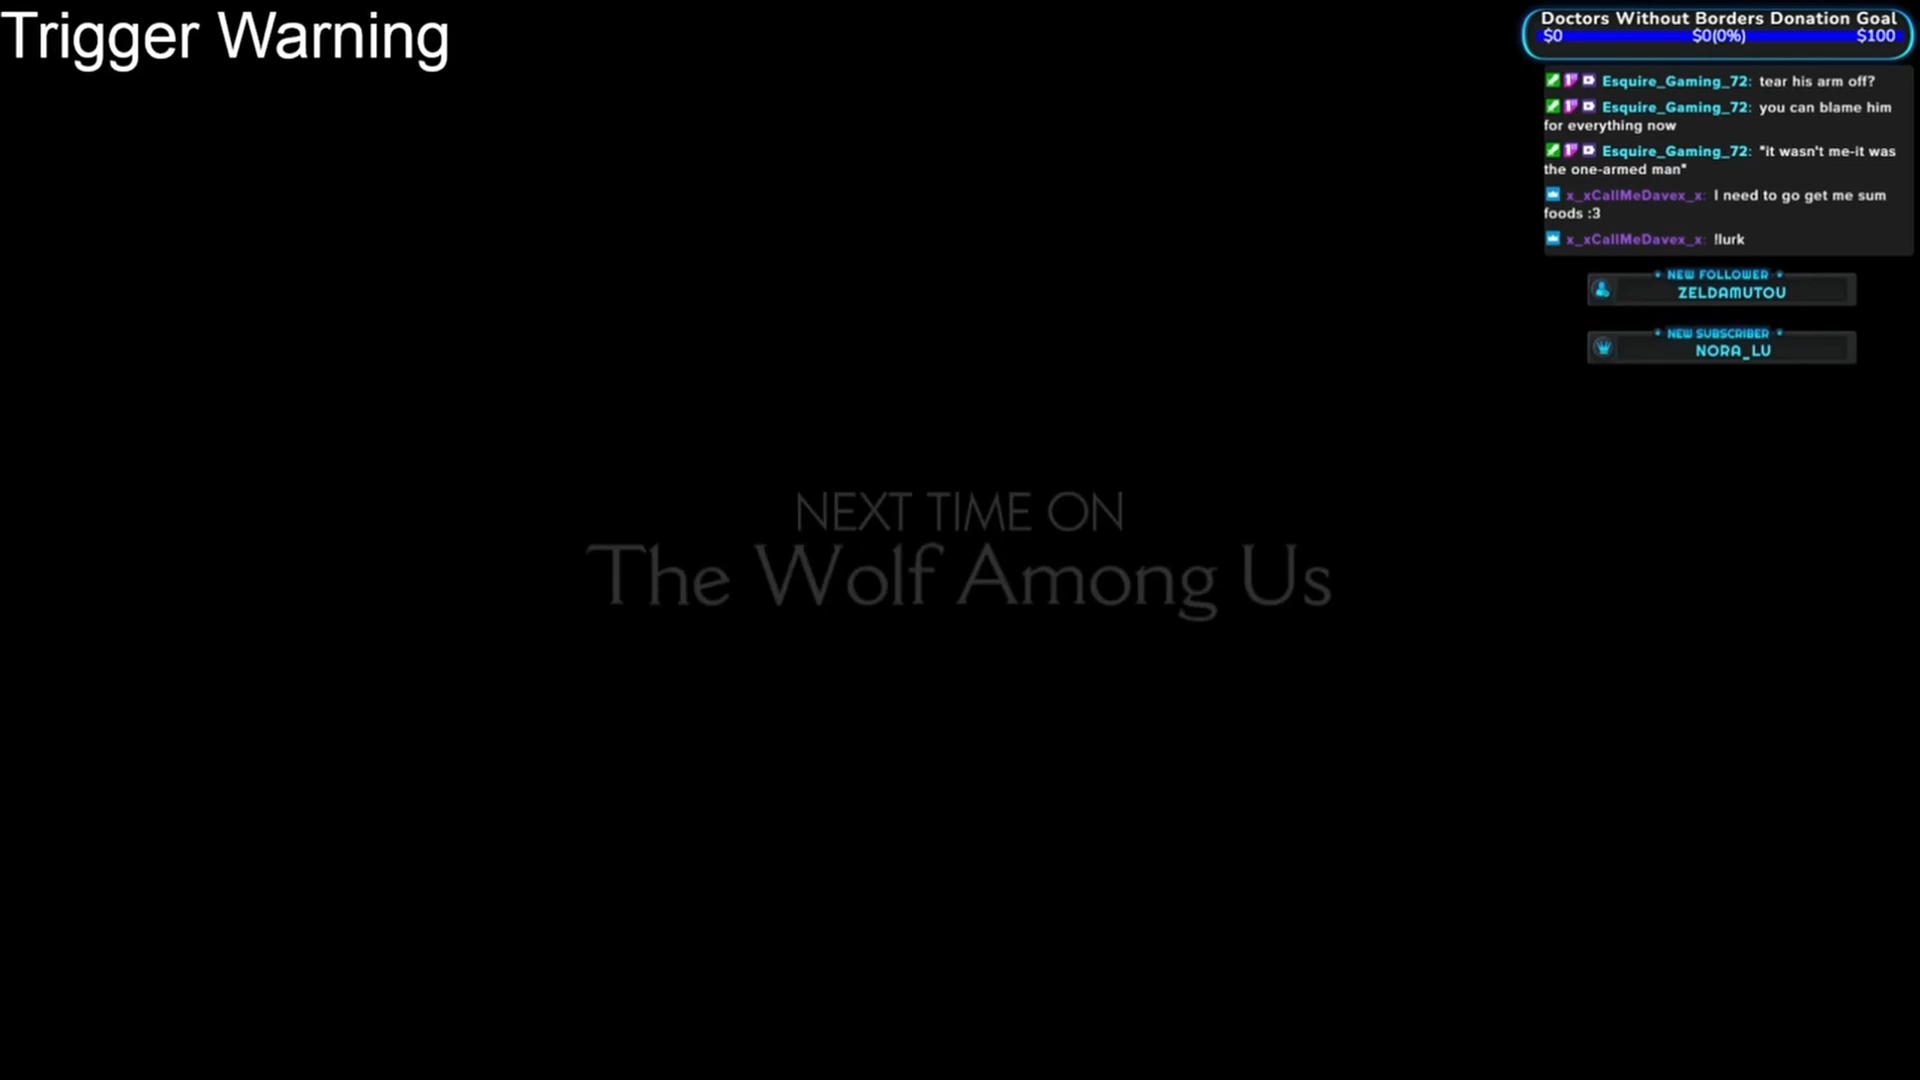 Trigger Warning
Doctors Without Borders Donation Goal
$0 $0(0%) $100
Esquire_Gaming_72: tear his arm off?
Esquire_Gaming_72: you can blame him
for everything now
Esquire_Gaming_72: "it wasn't me-it was
the one-armed man"
x_xCallMeDavex_x: I need to go get me sum
foods :3
x_xCallMeDavex_x: !lurk
NEW FOLLOWER
ZELDAMUTOU
NEW SUBSCRIBER
NORA_LU
NEXT TIME ON
The Wolf Among Us